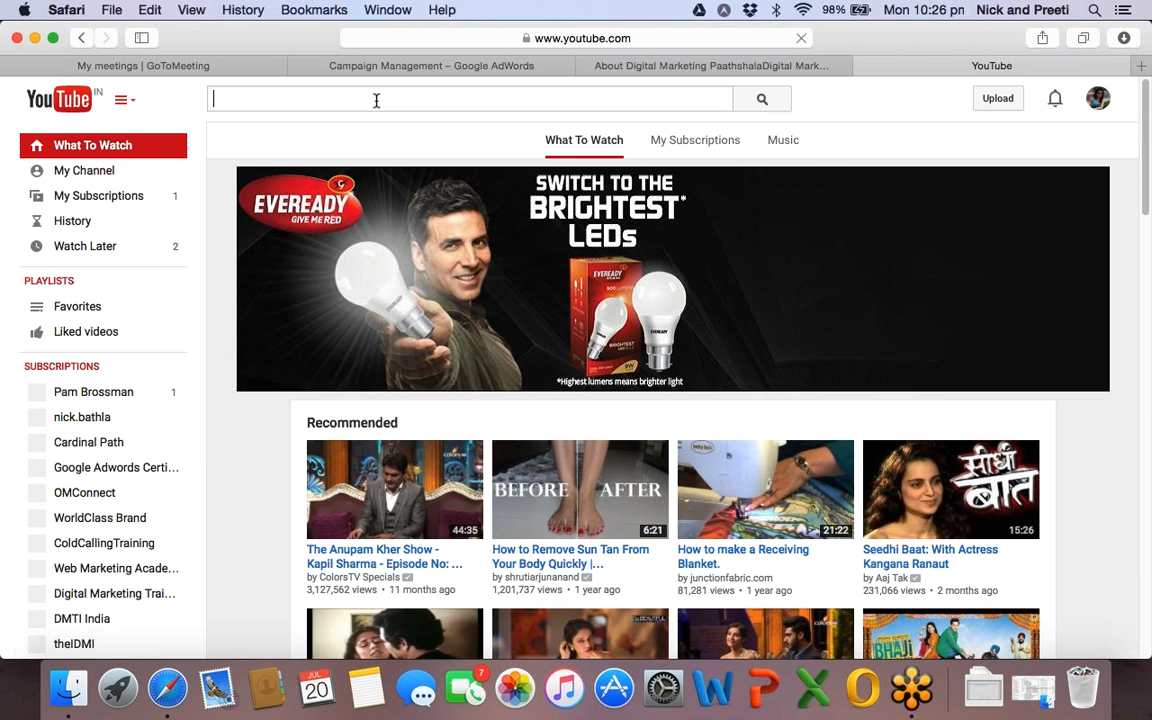 Safari File Edit View History Bookmarks Window Help 98% Mon 10:26 pm Nick and Preeti
www.youtube.com
My meetings | GoToMeeting
Campaign Management – Google AdWords
About Digital Marketing PaathshalaDigital Mark...
YouTube
YouTube IN
Upload
What To Watch
My Channel
My Subscriptions 1
History
Watch Later 2
PLAYLISTS
Favorites
Liked videos
SUBSCRIPTIONS
Pam Brossman 1
nick.bathla
Cardinal Path
Google Adwords Certi...
OMConnect
WorldClass Brand
ColdCallingTraining
Web Marketing Acade...
Digital Marketing Trai...
DMTI India
theIDMI
What To Watch My Subscriptions Music
EVEREADY
GIVE ME RED
SWITCH TO THE
BRIGHTEST*
LEDs
EVEREADY
*Highest lumens means brighter light
Recommended
44:35
The Anupam Kher Show -
Kapil Sharma - Episode No: ...
by ColorsTV Specials
3,127,562 views • 11 months ago
BEFORE AFTER
6:21
How to Remove Sun Tan From
Your Body Quickly |...
by shrutiarjunanand
1,201,737 views • 1 year ago
21:22
How to make a Receiving
Blanket.
by junctionfabric.com
81,281 views • 1 year ago
सीधी
बात
15:26
Seedhi Baat: With Actress
Kangana Ranaut
by Aaj Tak
231,066 views • 2 months ago
JUL
20
7